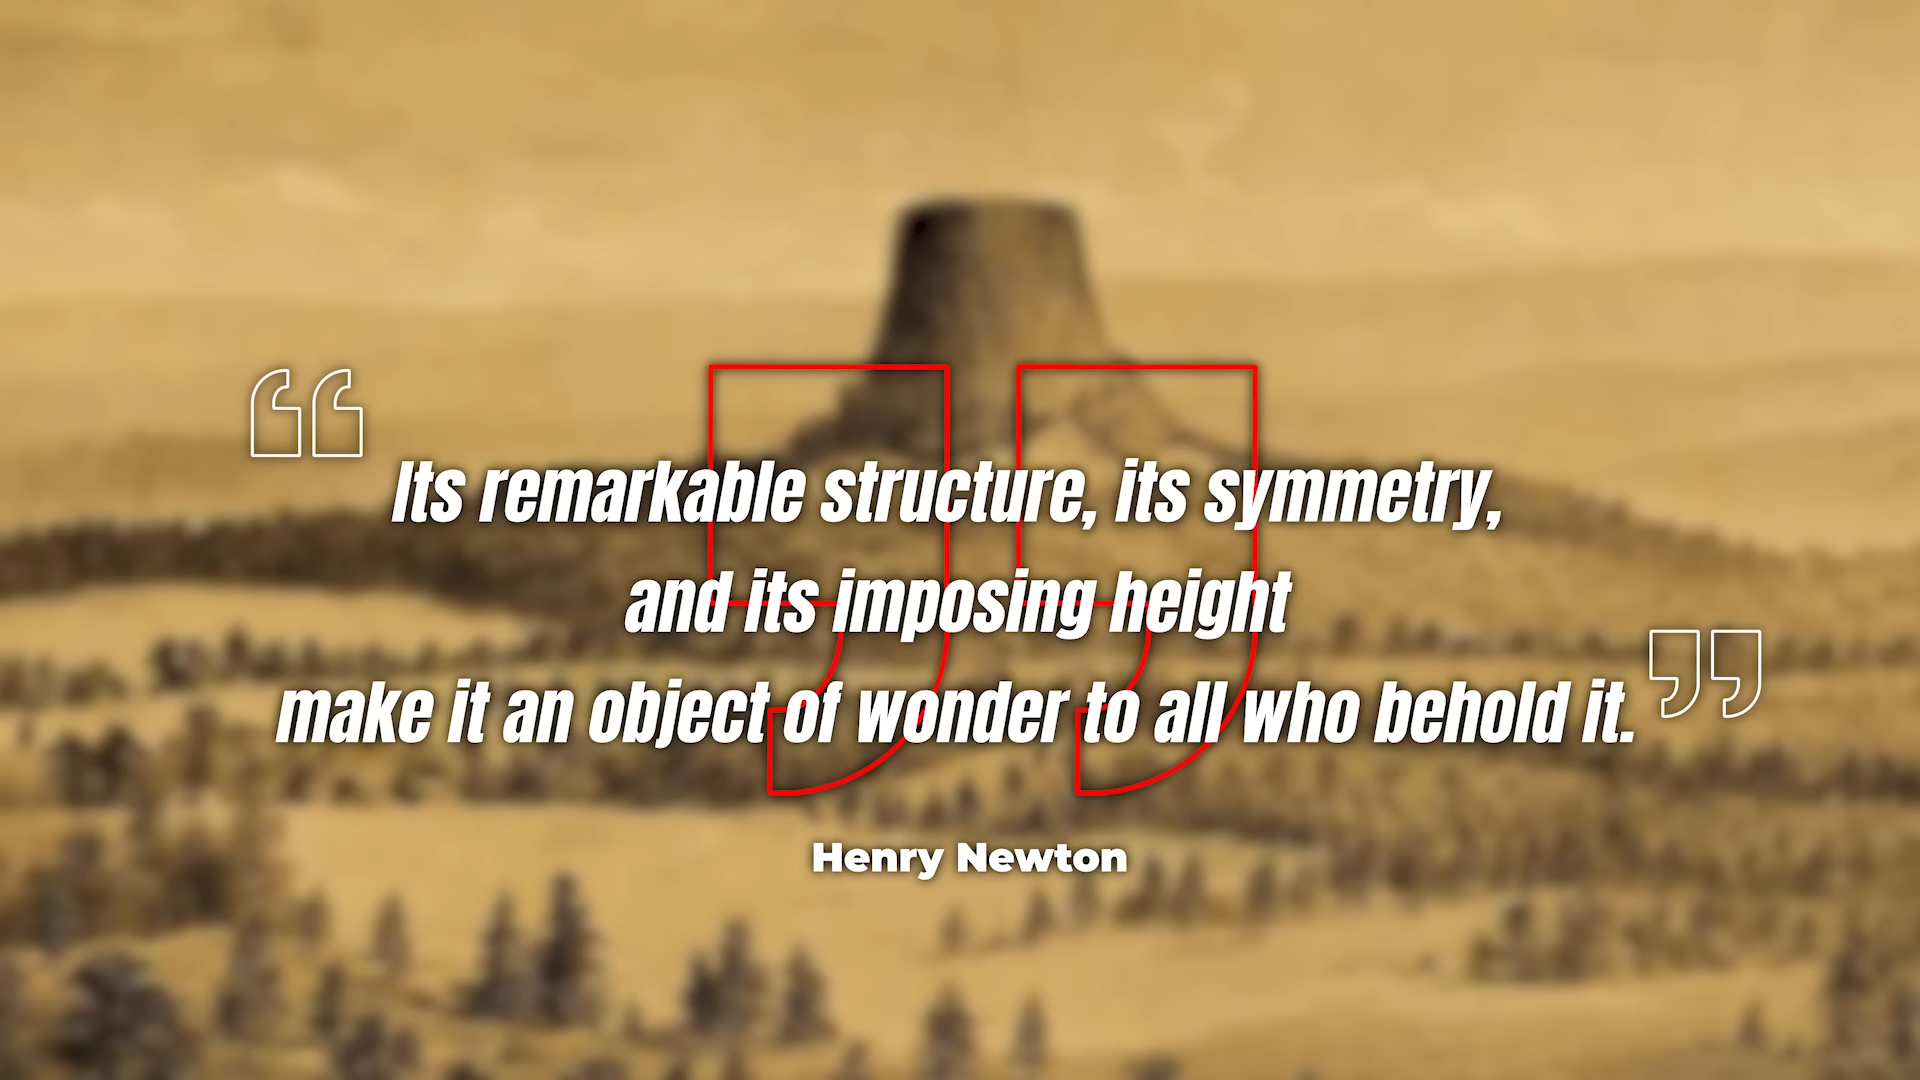 “Its remarkable structure, its symmetry,
and its imposing height
make it an object of wonder to all who behold it.”
Henry Newton